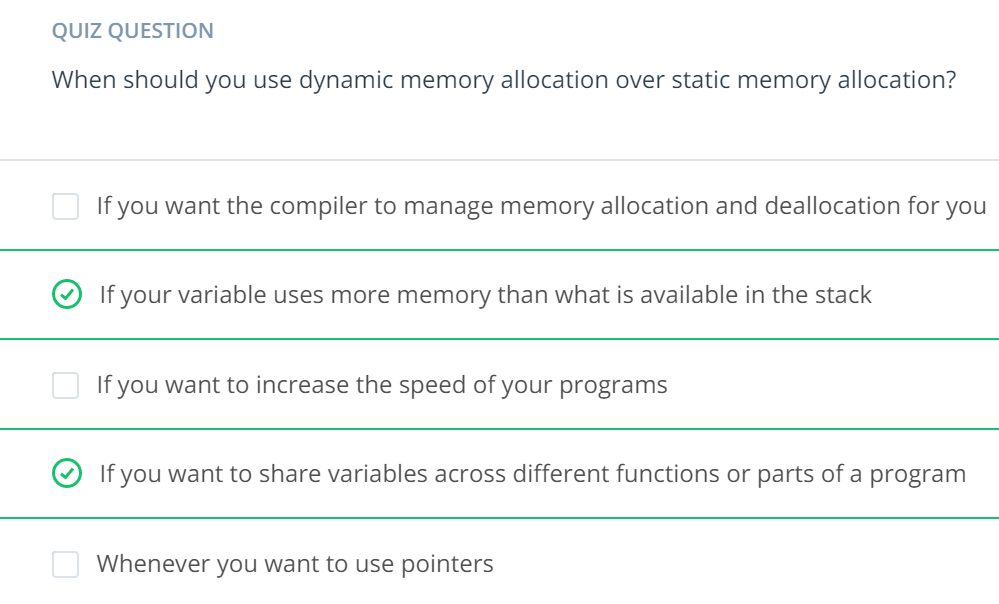 QUIZ QUESTION
When should you use dynamic memory allocation over static memory allocation?
If you want the compiler to manage memory allocation and deallocation for you
If your variable uses more memory than what is available in the stack
If you want to increase the speed of your programs
If you want to share variables across different functions or parts of a program
Whenever you want to use pointers